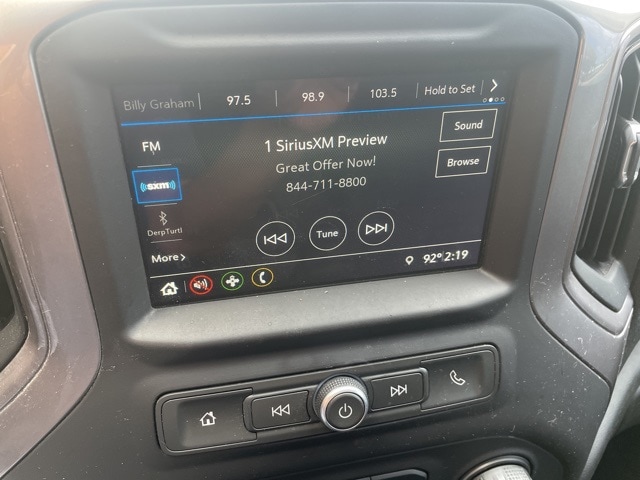 Billy Graham 97.5 98.9 103.5 Hold to Set
FM
1 SiriusXM Preview
Sound
Great Offer Now!
844-711-8800
Browse
sxm
DerpTurtl
Tune
More
92° 2:19